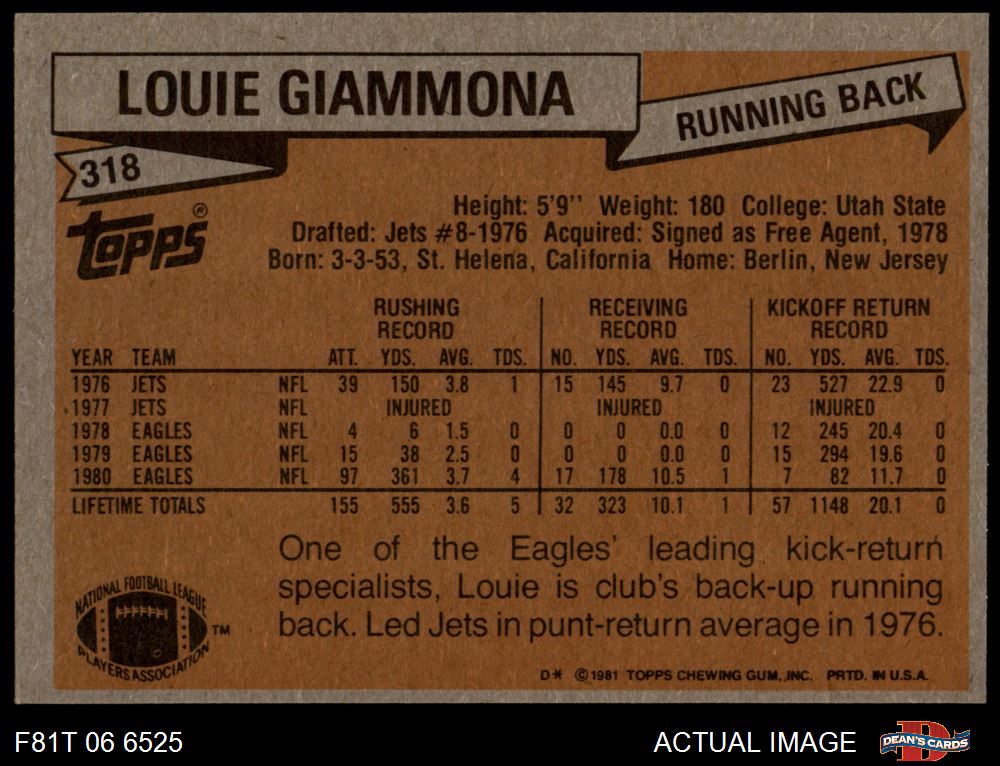 LOUIE GIAMMONA
RUNNING BACK
318
Topps®
Height: 5'9'' Weight: 180 College: Utah State
Drafted: Jets #8-1976 Acquired: Signed as Free Agent, 1978
Born: 3-3-53, St. Helena, California Home: Berlin, New Jersey
RUSHING RECEIVING KICKOFF RETURN
RECORD RECORD RECORD
YEAR TEAM ATT. YDS. AVG. TDS. NO. YDS. AVG. TDS. NO. YDS. AVG. TDS.
1976 JETS NFL 39 150 3.8 1 15 145 9.7 0 23 527 22.9 0
1977 JETS NFL INJURED INJURED INJURED
1978 EAGLES NFL 4 6 1.5 0 0 0 0.0 0 12 245 20.4 0
1979 EAGLES NFL 15 38 2.5 0 0 0 0.0 0 15 294 19.6 0
1980 EAGLES NFL 97 361 3.7 4 17 178 10.5 1 7 82 11.7 0
LIFETIME TOTALS 155 555 3.6 5 32 323 10.1 1 57 1148 20.1 0
One of the Eagles' leading kick-return
specialists, Louie is club's back-up running
back. Led Jets in punt-return average in 1976.
NATIONAL FOOTBALL LEAGUE
PLAYERS ASSOCIATION
TM
D* ©1981 TOPPS CHEWING GUM, INC. PRTD. IN U.S.A.
F81T 06 6525
ACTUAL IMAGE
D
DEAN'S CARDS